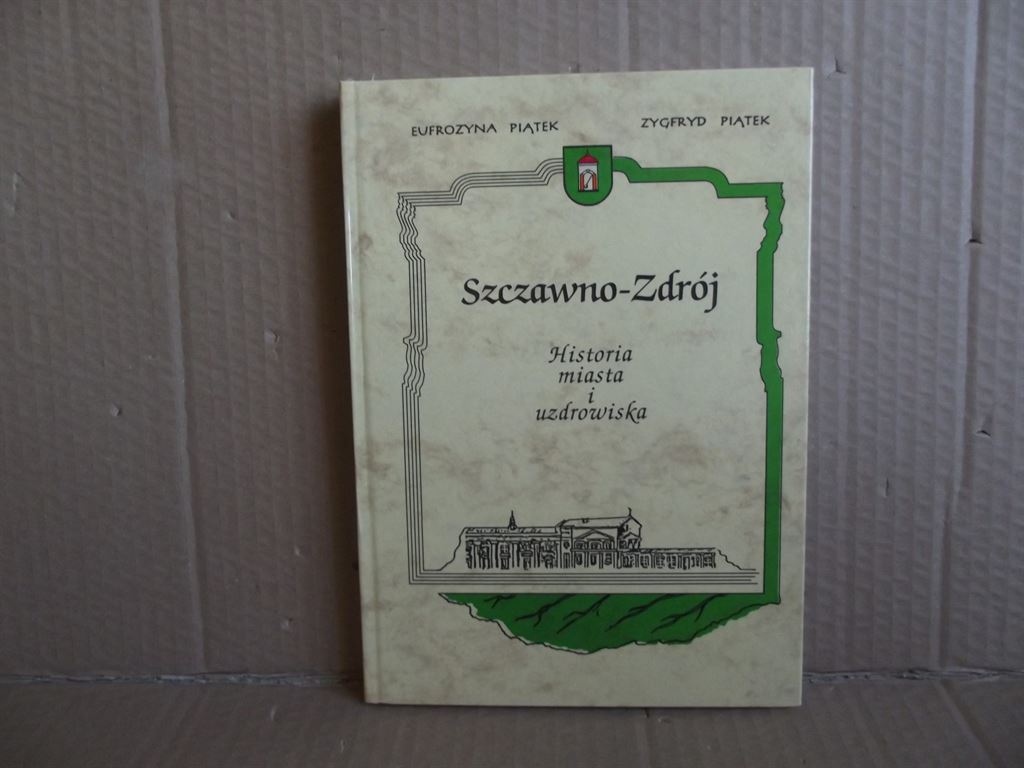 EUFROZYNA PIĄTEK ZYGFRYD PIĄTEK
Szczawno-Zdrój
Historia
miasta
i
uzdrowiska